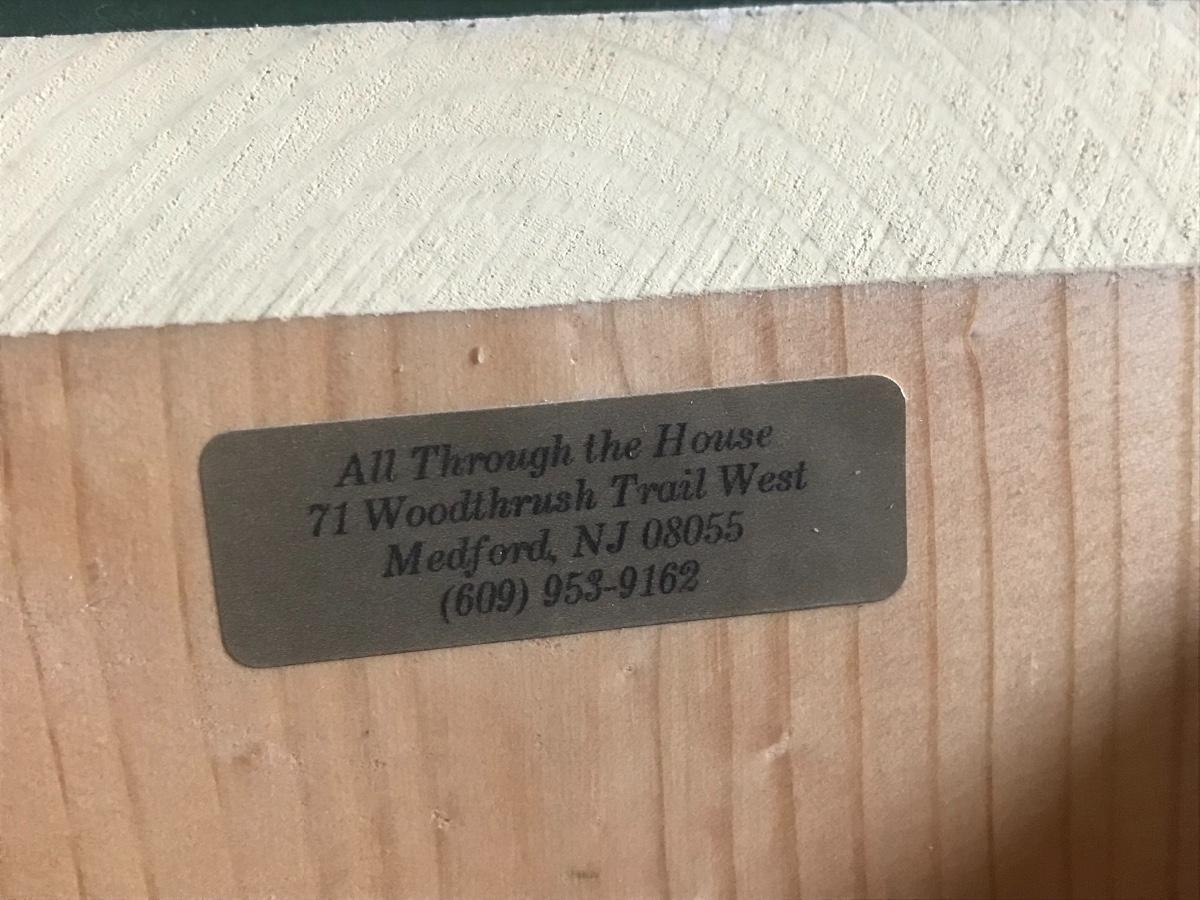 All Through the House
71 Woodthrush Trail West
Medford, NJ 08055
(609) 953-9162